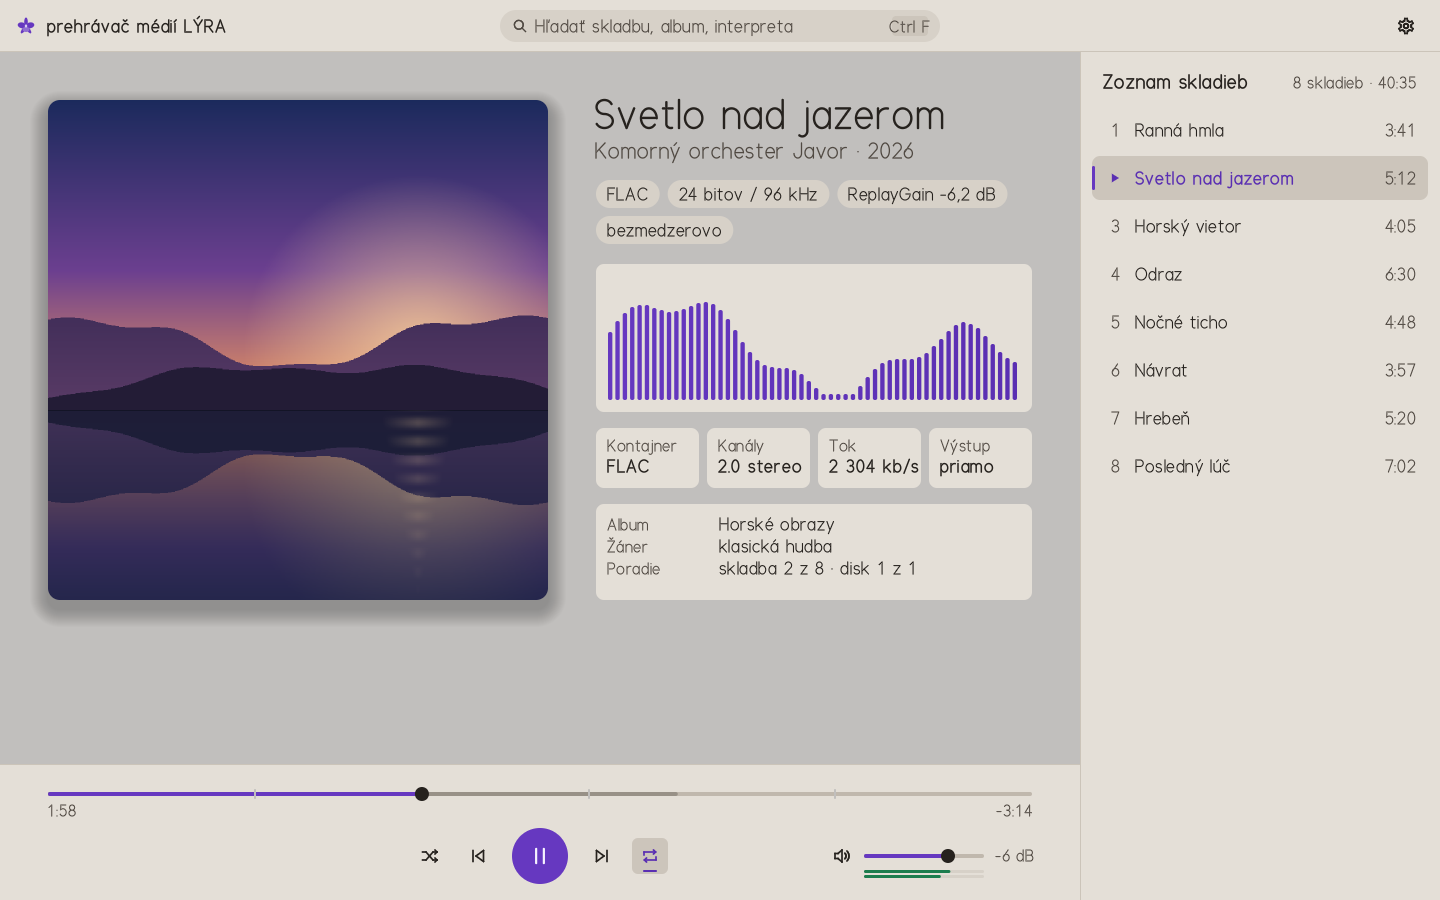 prehrávač médií LÝRA
Hľadať skladbu, album, interpreta
Ctrl F
Svetlo nad jazerom
Komorný orchester Javor · 2026
FLAC
24 bitov / 96 kHz
ReplayGain -6,2 dB
bezmedzerovo
Kontajner
FLAC
Kanály
2.0 stereo
Tok
2 304 kb/s
Výstup
priamo
Album Horské obrazy
Žáner klasická hudba
Poradie skladba 2 z 8 · disk 1 z 1
Zoznam skladieb 8 skladieb · 40:35
1 Ranná hmla 3:41
Svetlo nad jazerom 5:12
3 Horský vietor 4:05
4 Odraz 6:30
5 Nočné ticho 4:48
6 Návrat 3:57
7 Hrebeň 5:20
8 Posledný lúč 7:02
1:58
-3:14
-6 dB